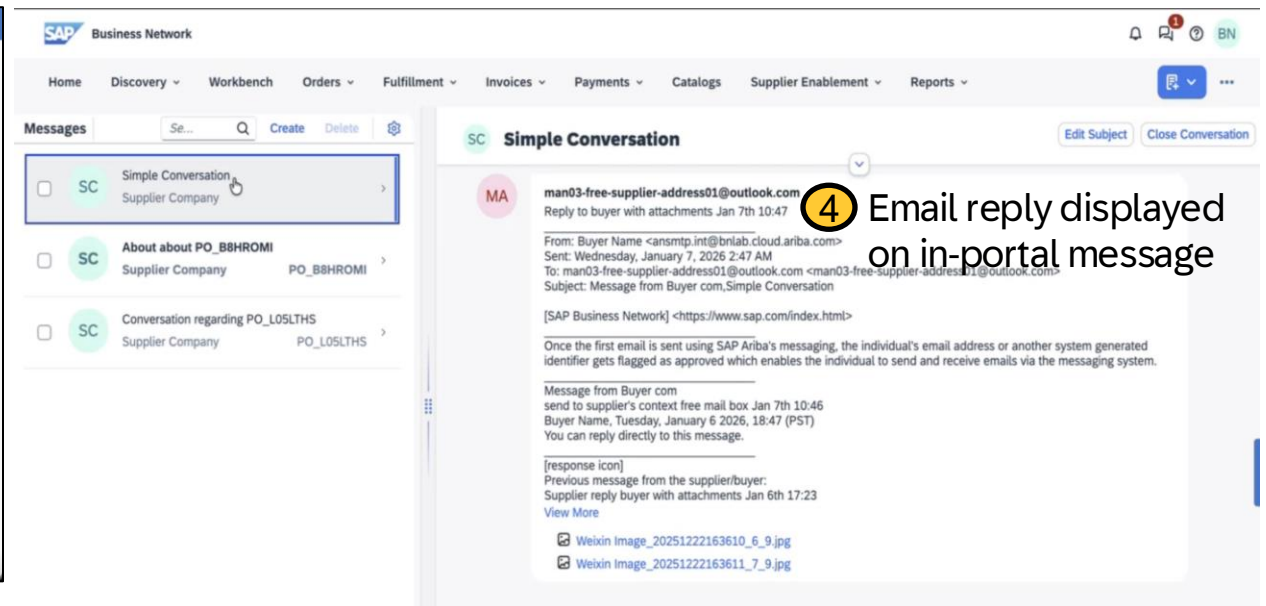 SAP Business Network
1
BN
Home Discovery Workbench Orders Fulfillment Invoices Payments Catalogs Supplier Enablement Reports
Messages Se... Create Delete
SC Simple Conversation
Supplier Company
SC About about PO_B8HROMI
Supplier Company PO_B8HROMI
SC Conversation regarding PO_L05LTHS
Supplier Company PO_L05LTHS
SC Simple Conversation Edit Subject Close Conversation
MA
man03-free-supplier-address01@outlook.com
Reply to buyer with attachments Jan 7th 10:47
4 Email reply displayed
on in-portal message
From: Buyer Name <ansmtp.int@bnlab.cloud.ariba.com>
Sent: Wednesday, January 7, 2026 2:47 AM
To: man03-free-supplier-address01@outlook.com <man03-free-supplier-address01@outlook.com>
Subject: Message from Buyer com,Simple Conversation
[SAP Business Network] <https://www.sap.com/index.html>
Once the first email is sent using SAP Ariba's messaging, the individual's email address or another system generated
identifier gets flagged as approved which enables the individual to send and receive emails via the messaging system.
Message from Buyer com
send to supplier's context free mail box Jan 7th 10:46
Buyer Name, Tuesday, January 6 2026, 18:47 (PST)
You can reply directly to this message.
[response icon]
Previous message from the supplier/buyer:
Supplier reply buyer with attachments Jan 6th 17:23
View More
Weixin Image_20251222163610_6_9.jpg
Weixin Image_20251222163611_7_9.jpg